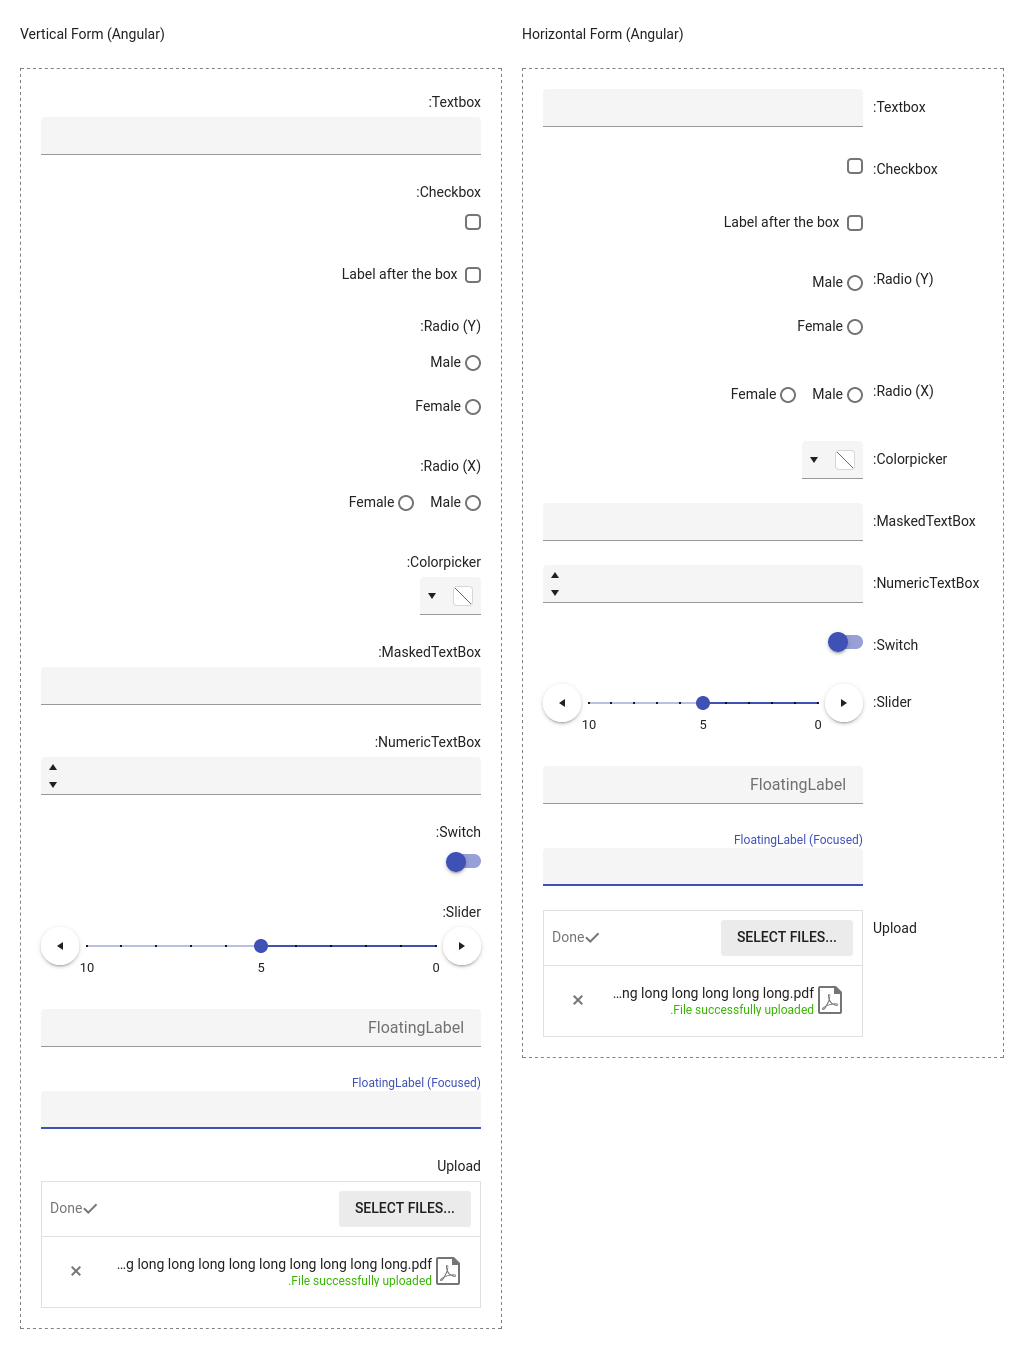 Vertical Form (Angular)
:Textbox
:Checkbox
Label after the box
:Radio (Y)
Male
Female
:Radio (X)
Female Male
:Colorpicker
:MaskedTextBox
:NumericTextBox
:Switch
:Slider
10 5 0
FloatingLabel
FloatingLabel (Focused)
Upload
Done SELECT FILES...
...g long long long long long long long long long.pdf
.File successfully uploaded
Horizontal Form (Angular)
:Textbox
:Checkbox
Label after the box
Male :Radio (Y)
Female
Female Male :Radio (X)
:Colorpicker
:MaskedTextBox
:NumericTextBox
:Switch
:Slider
10 5 0
FloatingLabel
FloatingLabel (Focused)
Upload
Done SELECT FILES...
...ng long long long long long.pdf
.File successfully uploaded